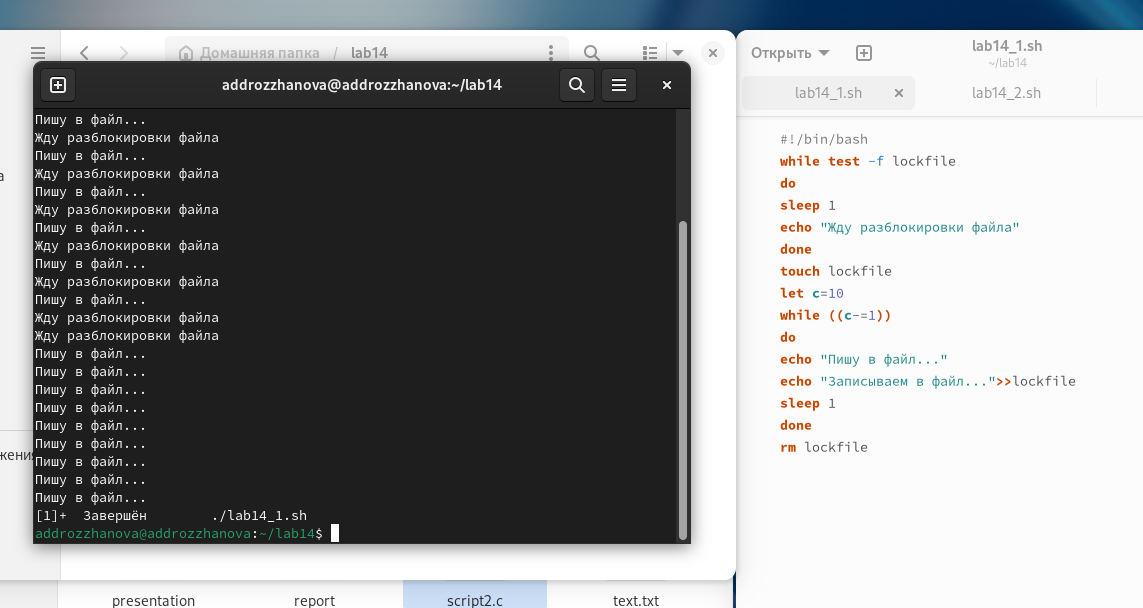 Домашняя папка / lab14
addrozzhanova@addrozzhanova:~/lab14
Пишу в файл...
Жду разблокировки файла
Пишу в файл...
Жду разблокировки файла
Пишу в файл...
Жду разблокировки файла
Пишу в файл...
Жду разблокировки файла
Пишу в файл...
Жду разблокировки файла
Пишу в файл...
Жду разблокировки файла
Жду разблокировки файла
Пишу в файл...
Пишу в файл...
Пишу в файл...
Пишу в файл...
Пишу в файл...
Пишу в файл...
Пишу в файл...
Пишу в файл...
Пишу в файл...
[1]+  Завершён        ./lab14_1.sh
addrozzhanova@addrozzhanova:~/lab14$
а
жения
presentation
report
script2.c
text.txt
Открыть
lab14_1.sh
~/lab14
lab14_1.sh
lab14_2.sh
#!/bin/bash
while test -f lockfile
do
sleep 1
echo "Жду разблокировки файла"
done
touch lockfile
let c=10
while ((c-=1))
do
echo "Пишу в файл..."
echo "Записываем в файл...">>lockfile
sleep 1
done
rm lockfile